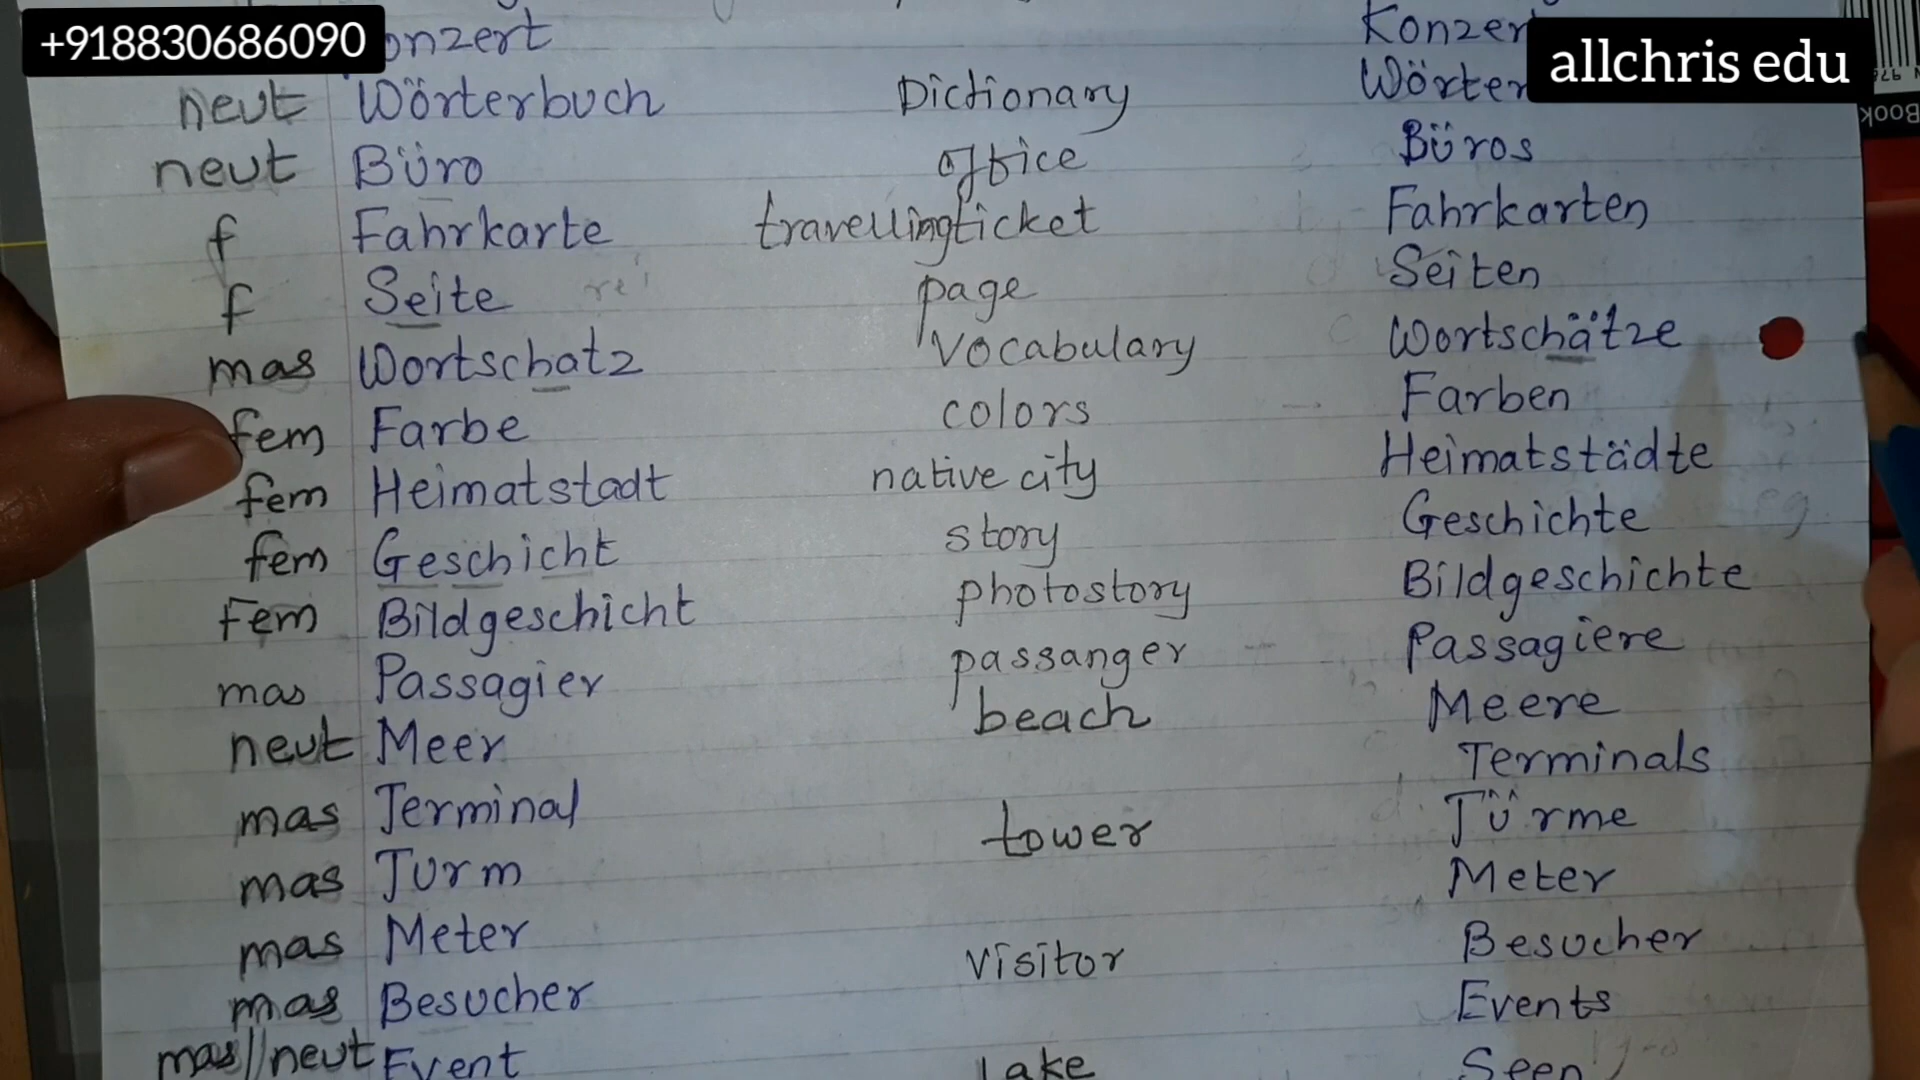 +918830686090
allchris edu
onzert Konzer
neut Wörterbuch Dictionary Wörter
neut Büro office Büros
f Fahrkarte travelling ticket Fahrkarten
f Seite page Seiten
mas Wortschatz Vocabulary Wortschätze
fem Farbe colors Farben
fem Heimatstadt native city Heimatstädte
fem Geschicht story Geschichte
Fem Bildgeschicht photostory Bildgeschichte
mas Passagier passanger Passagiere
neut Meer beach Meere
mas Terminal Terminals
mas Turm tower Türme
mas Meter Meter
mas Besucher Visitor Besucher
mas/neut Event Events
Lake Seen